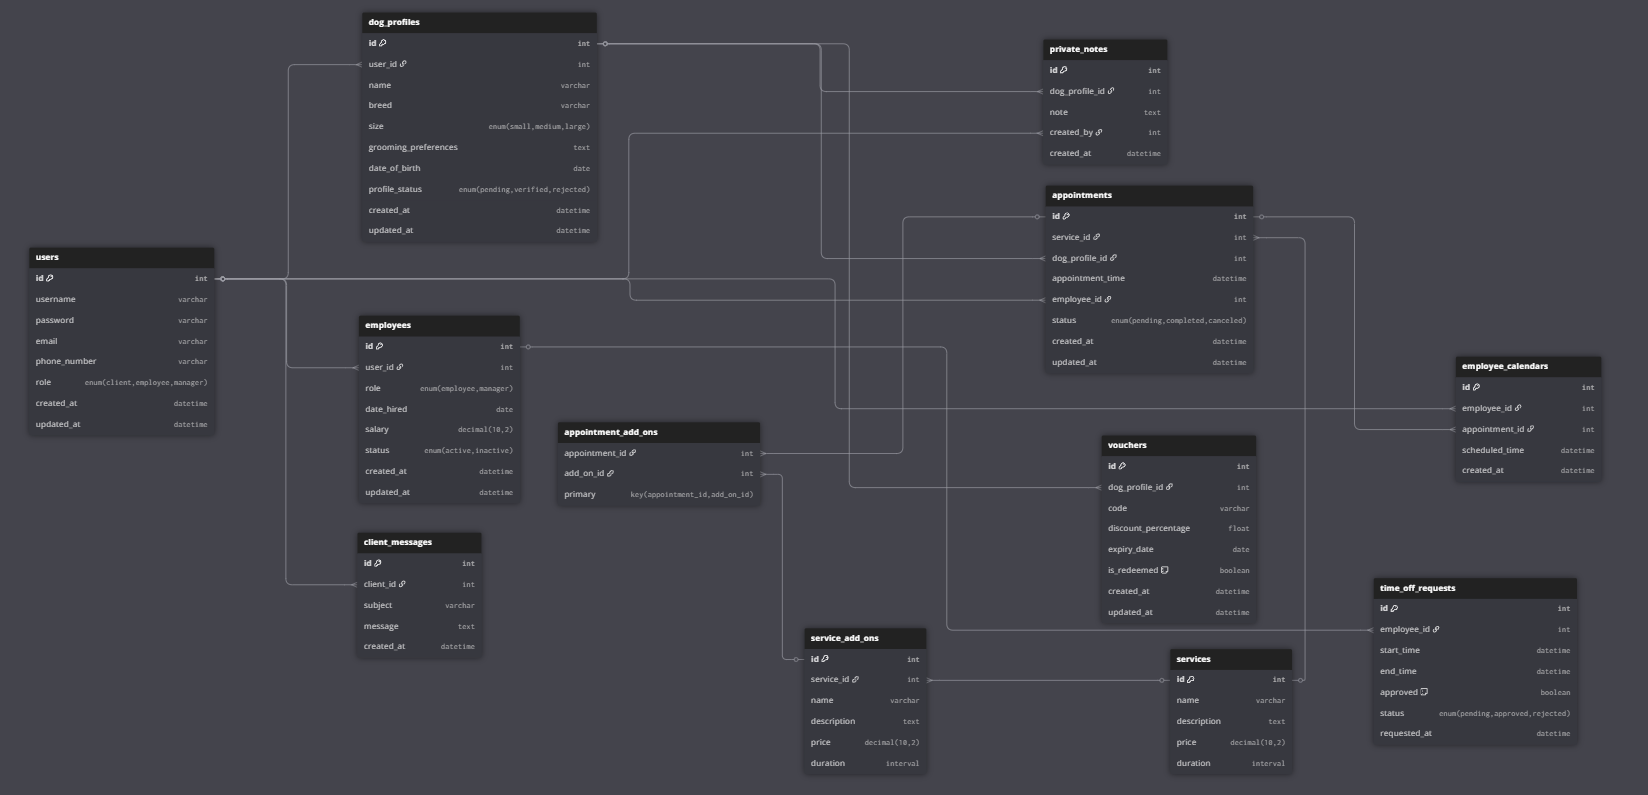 dog_profiles
id int
user_id int
name varchar
breed varchar
size enum(small,medium,large)
grooming_preferences text
date_of_birth date
profile_status enum(pending,verified,rejected)
created_at datetime
updated_at datetime
private_notes
id int
dog_profile_id int
note text
created_by int
created_at datetime
appointments
id int
service_id int
dog_profile_id int
appointment_time datetime
employee_id int
status enum(pending,completed,canceled)
created_at datetime
updated_at datetime
users
id int
username varchar
password varchar
email varchar
phone_number varchar
role enum(client,employee,manager)
created_at datetime
updated_at datetime
employees
id int
user_id int
role enum(employee,manager)
date_hired date
salary decimal(10,2)
status enum(active,inactive)
created_at datetime
updated_at datetime
employee_calendars
id int
employee_id int
appointment_id int
scheduled_time datetime
created_at datetime
appointment_add_ons
appointment_id int
add_on_id int
primary key(appointment_id,add_on_id)
vouchers
id int
dog_profile_id int
code varchar
discount_percentage float
expiry_date date
is_redeemed boolean
created_at datetime
updated_at datetime
client_messages
id int
client_id int
subject varchar
message text
created_at datetime
time_off_requests
id int
employee_id int
start_time datetime
end_time datetime
approved boolean
status enum(pending,approved,rejected)
requested_at datetime
service_add_ons
id int
service_id int
name varchar
description text
price decimal(10,2)
duration interval
services
id int
name varchar
description text
price decimal(10,2)
duration interval